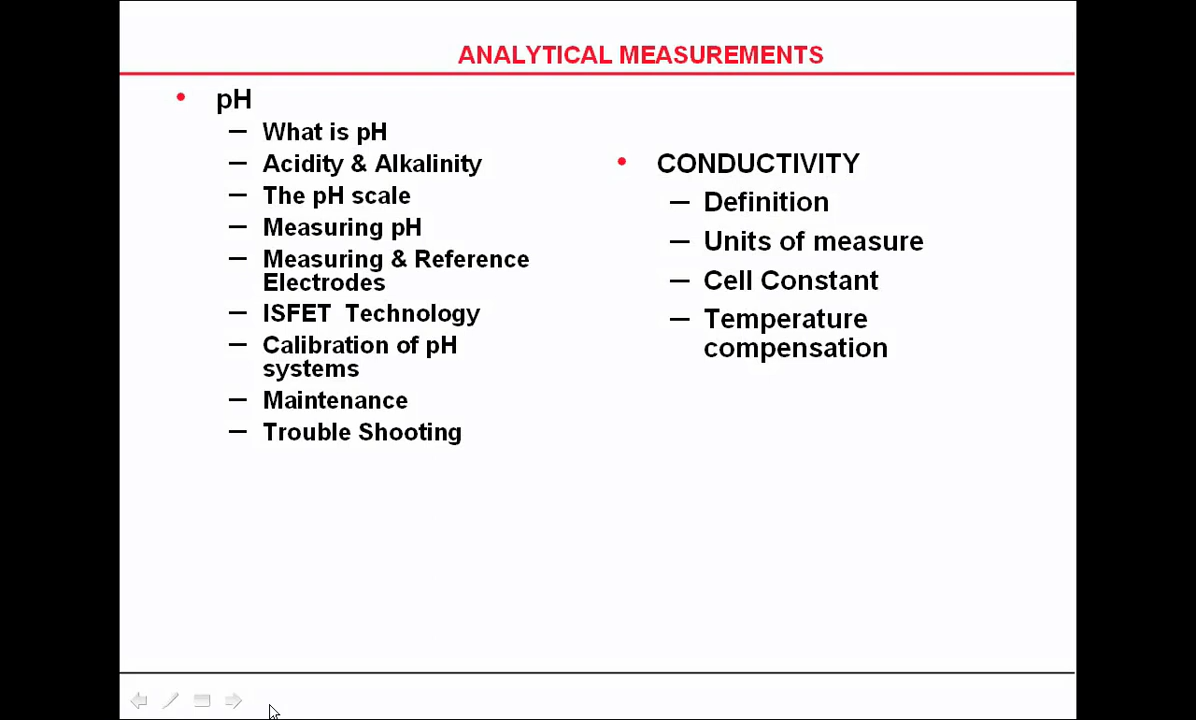 ANALYTICAL MEASUREMENTS
• pH
– What is pH
– Acidity & Alkalinity
– The pH scale
– Measuring pH
– Measuring & Reference
Electrodes
– ISFET Technology
– Calibration of pH
systems
– Maintenance
– Trouble Shooting
• CONDUCTIVITY
– Definition
– Units of measure
– Cell Constant
– Temperature
compensation